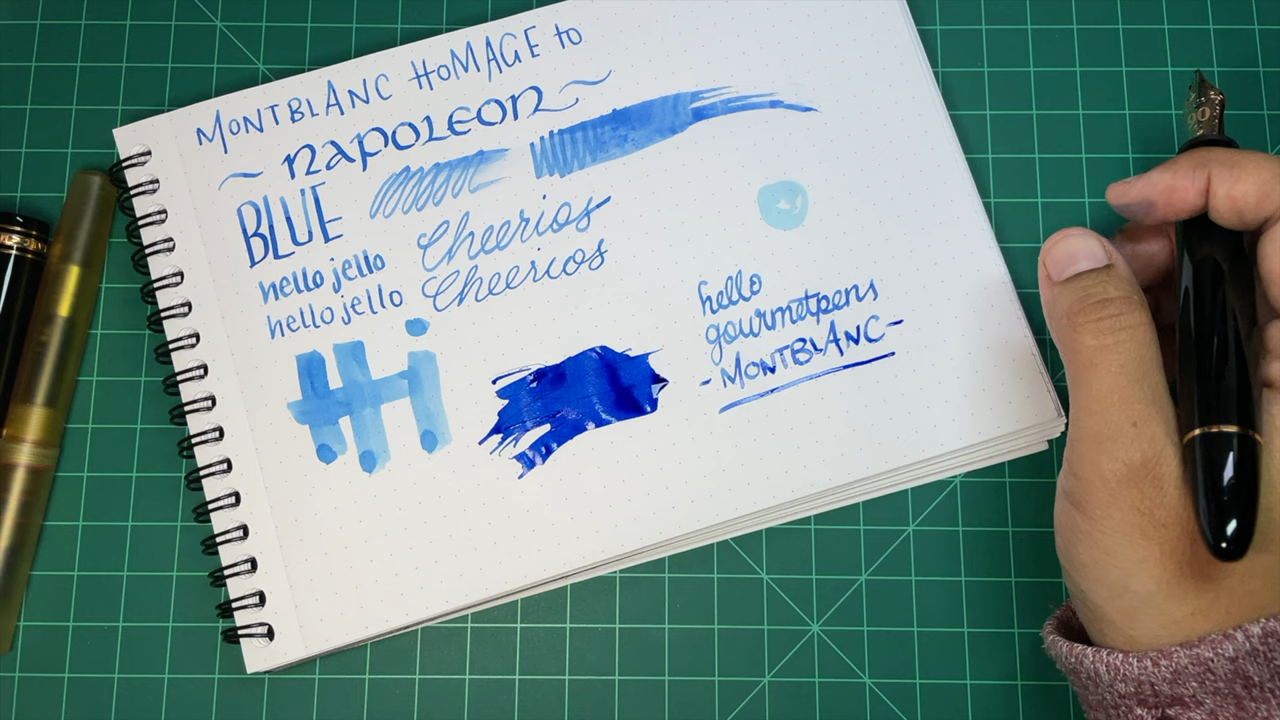 MONTBLANC HOMAGE to
~ napoleon ~
BLUE
Cheerios
hello jello
Cheerios
hello jello
Hi
hello
gourmetpens
- MONTBLANC -